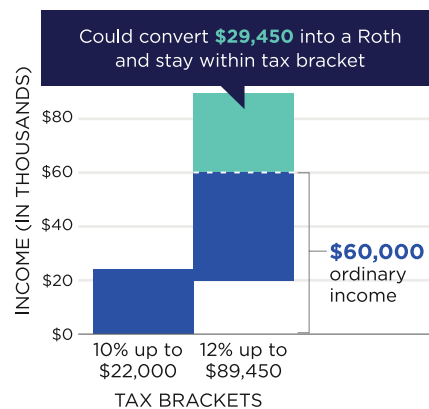 Could convert $29,450 into a Roth
and stay within tax bracket
INCOME (IN THOUSANDS)
$80
$60
$40
$20
$0
$60,000
ordinary
income
10% up to
$22,000
12% up to
$89,450
TAX BRACKETS